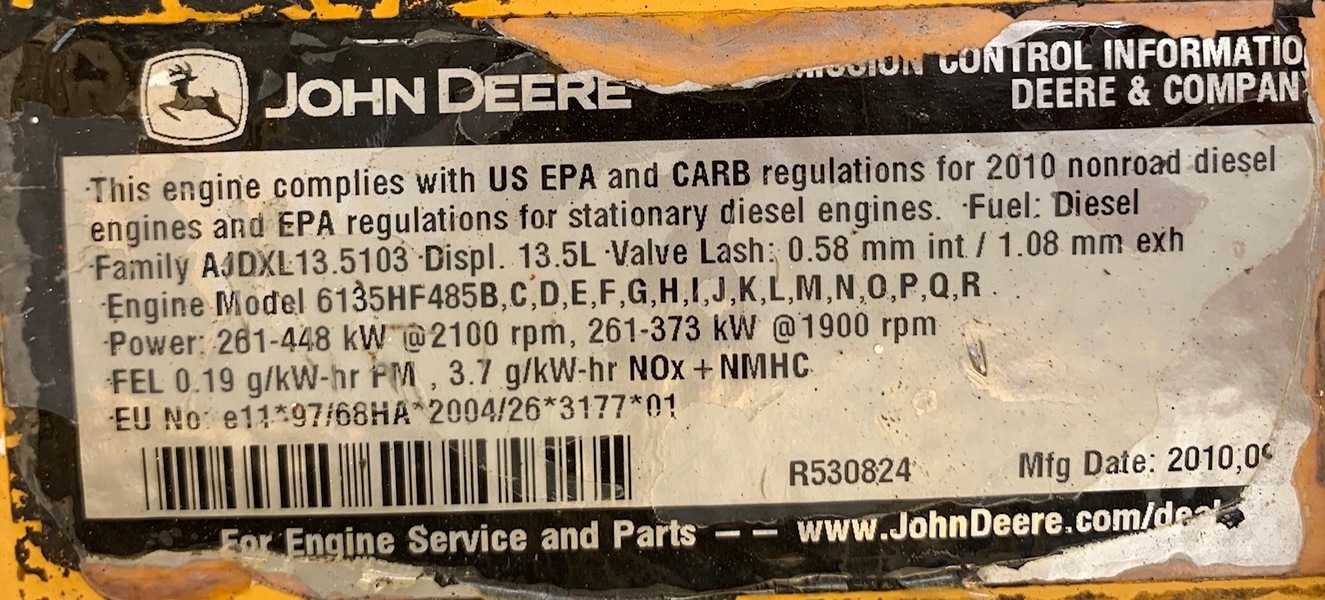 JOHN DEERE
CONTROL INFORMATIO
DEERE & COMPAN
·This engine complies with US EPA and CARB regulations for 2010 nonroad diesel
engines and EPA regulations for stationary diesel engines. ·Fuel: Diesel
·Family AJDXL13.5103 ·Displ. 13.5L ·Valve Lash: 0.58 mm int / 1.08 mm exh
·Engine Model 6135HF485B,C,D,E,F,G,H,I,J,K,L,M,N,O,P,Q,R
·Power: 261-448 kW @2100 rpm, 261-373 kW @1900 rpm
·FEL 0.19 g/kW-hr PM , 3.7 g/kW-hr NOx + NMHC
·EU No: e11*97/68HA*2004/26*3177*01
R530824 Mfg Date: 2010,0
For Engine Service and Parts – – www.JohnDeere.com/